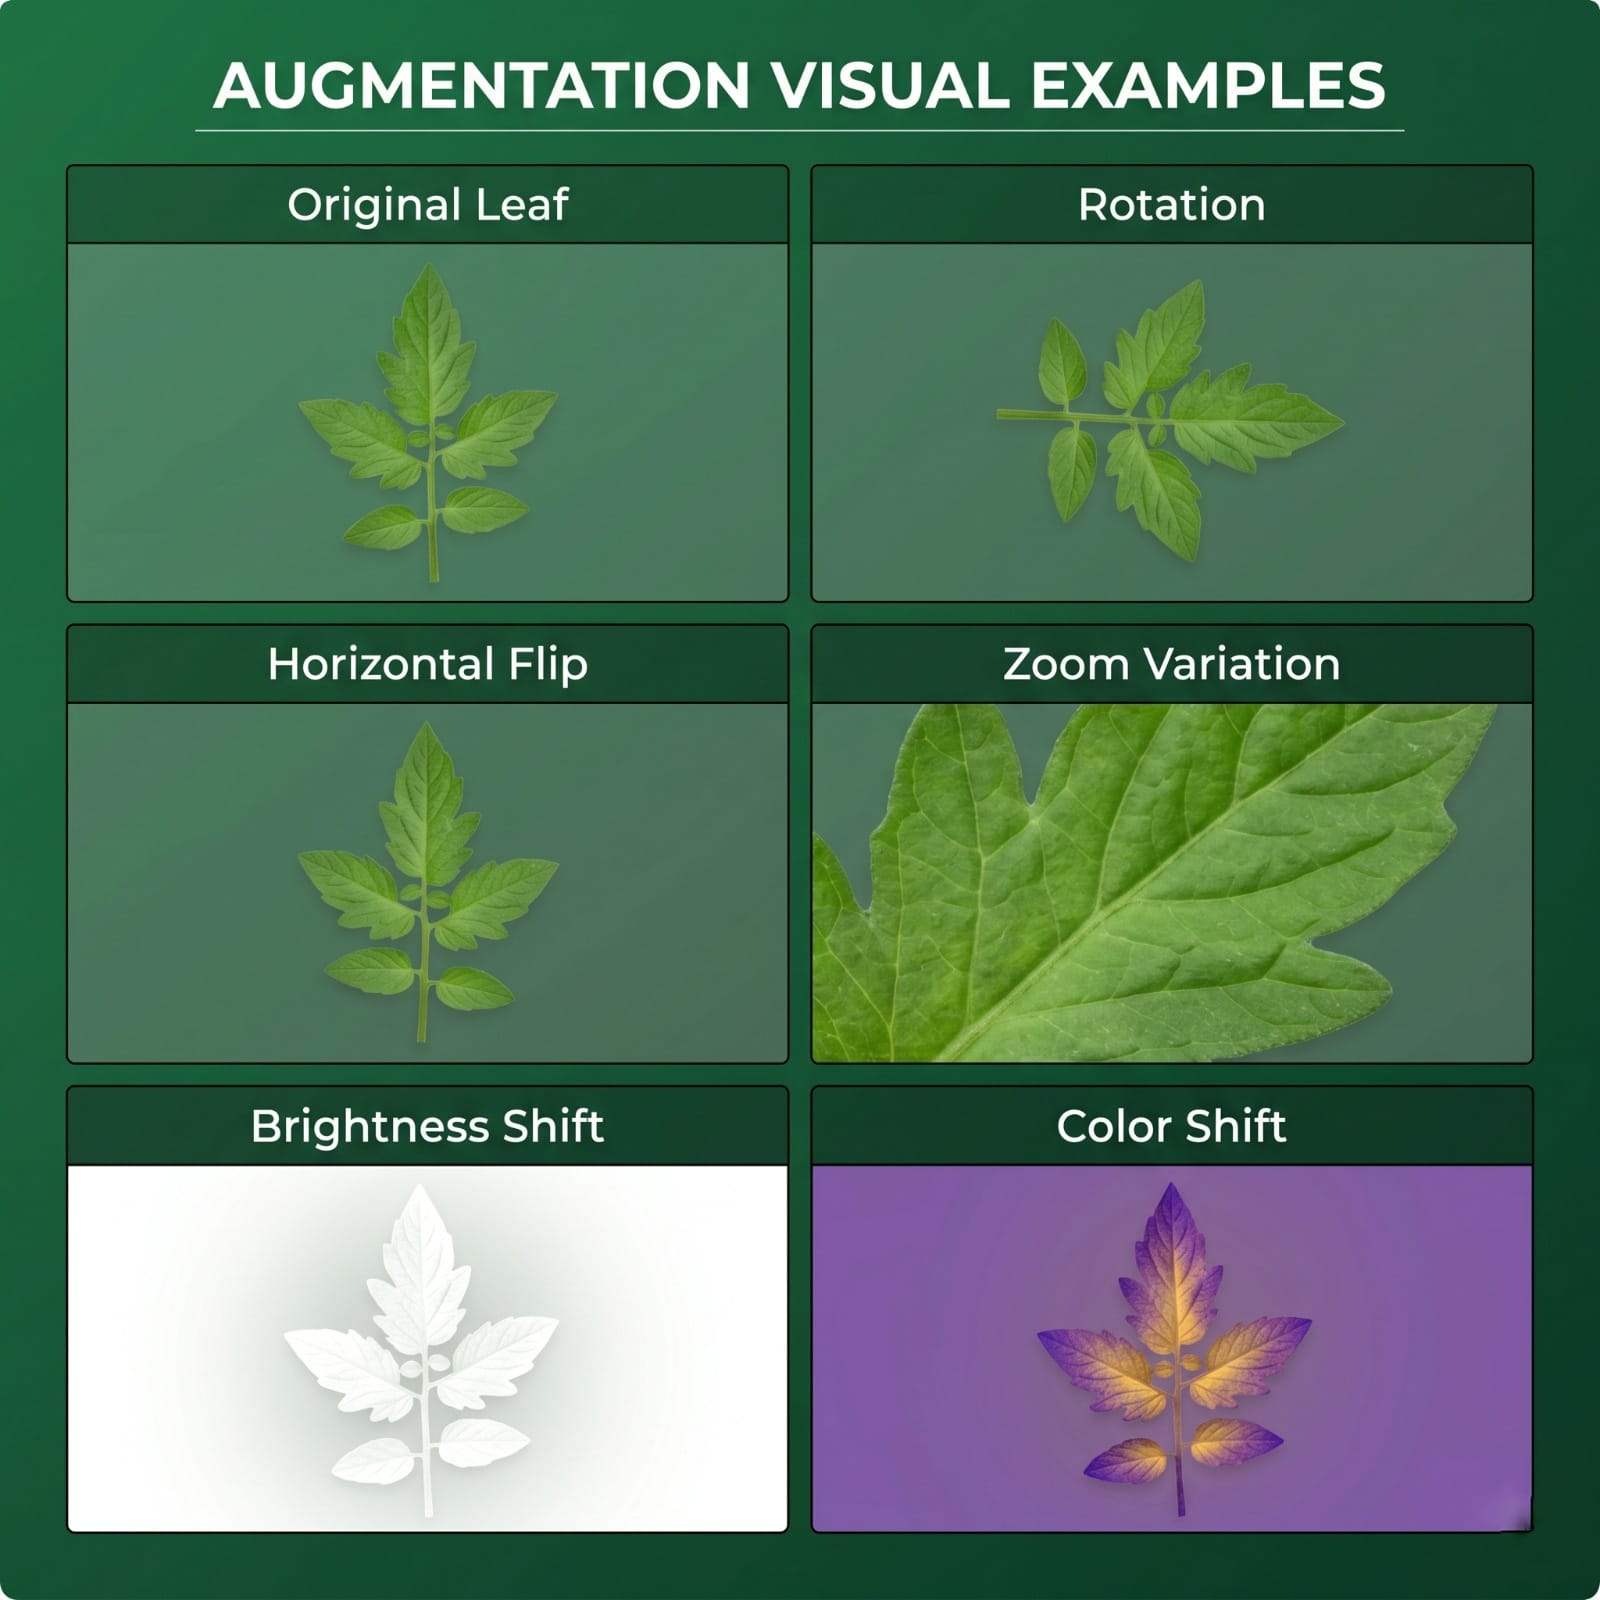 AUGMENTATION VISUAL EXAMPLES
Original Leaf
Rotation
Horizontal Flip
Zoom Variation
Brightness Shift
Color Shift